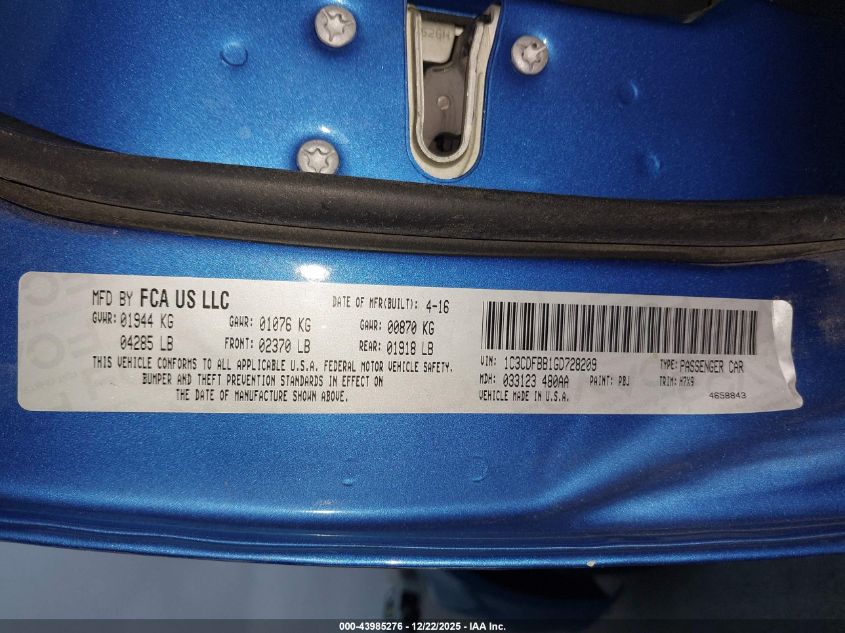 MFD BY FCA US LLC DATE OF MFR(BUILT): 4-16
GVWR: 01944 KG GAWR: 01076 KG GAWR: 00870 KG
04285 LB FRONT: 02370 LB REAR: 01918 LB
THIS VEHICLE CONFORMS TO ALL APPLICABLE U.S.A. FEDERAL MOTOR VEHICLE SAFETY,
BUMPER AND THEFT PREVENTION STANDARDS IN EFFECT ON
THE DATE OF MANUFACTURE SHOWN ABOVE.
VIN: 1C3CDFBB1GD728209 TYPE: PASSENGER CAR
MDH: 033123 480AA PAINT: PBJ TRIM: H7X9
VEHICLE MADE IN U.S.A. 4658843
000-43985276 - 12/22/2025 - IAA Inc.